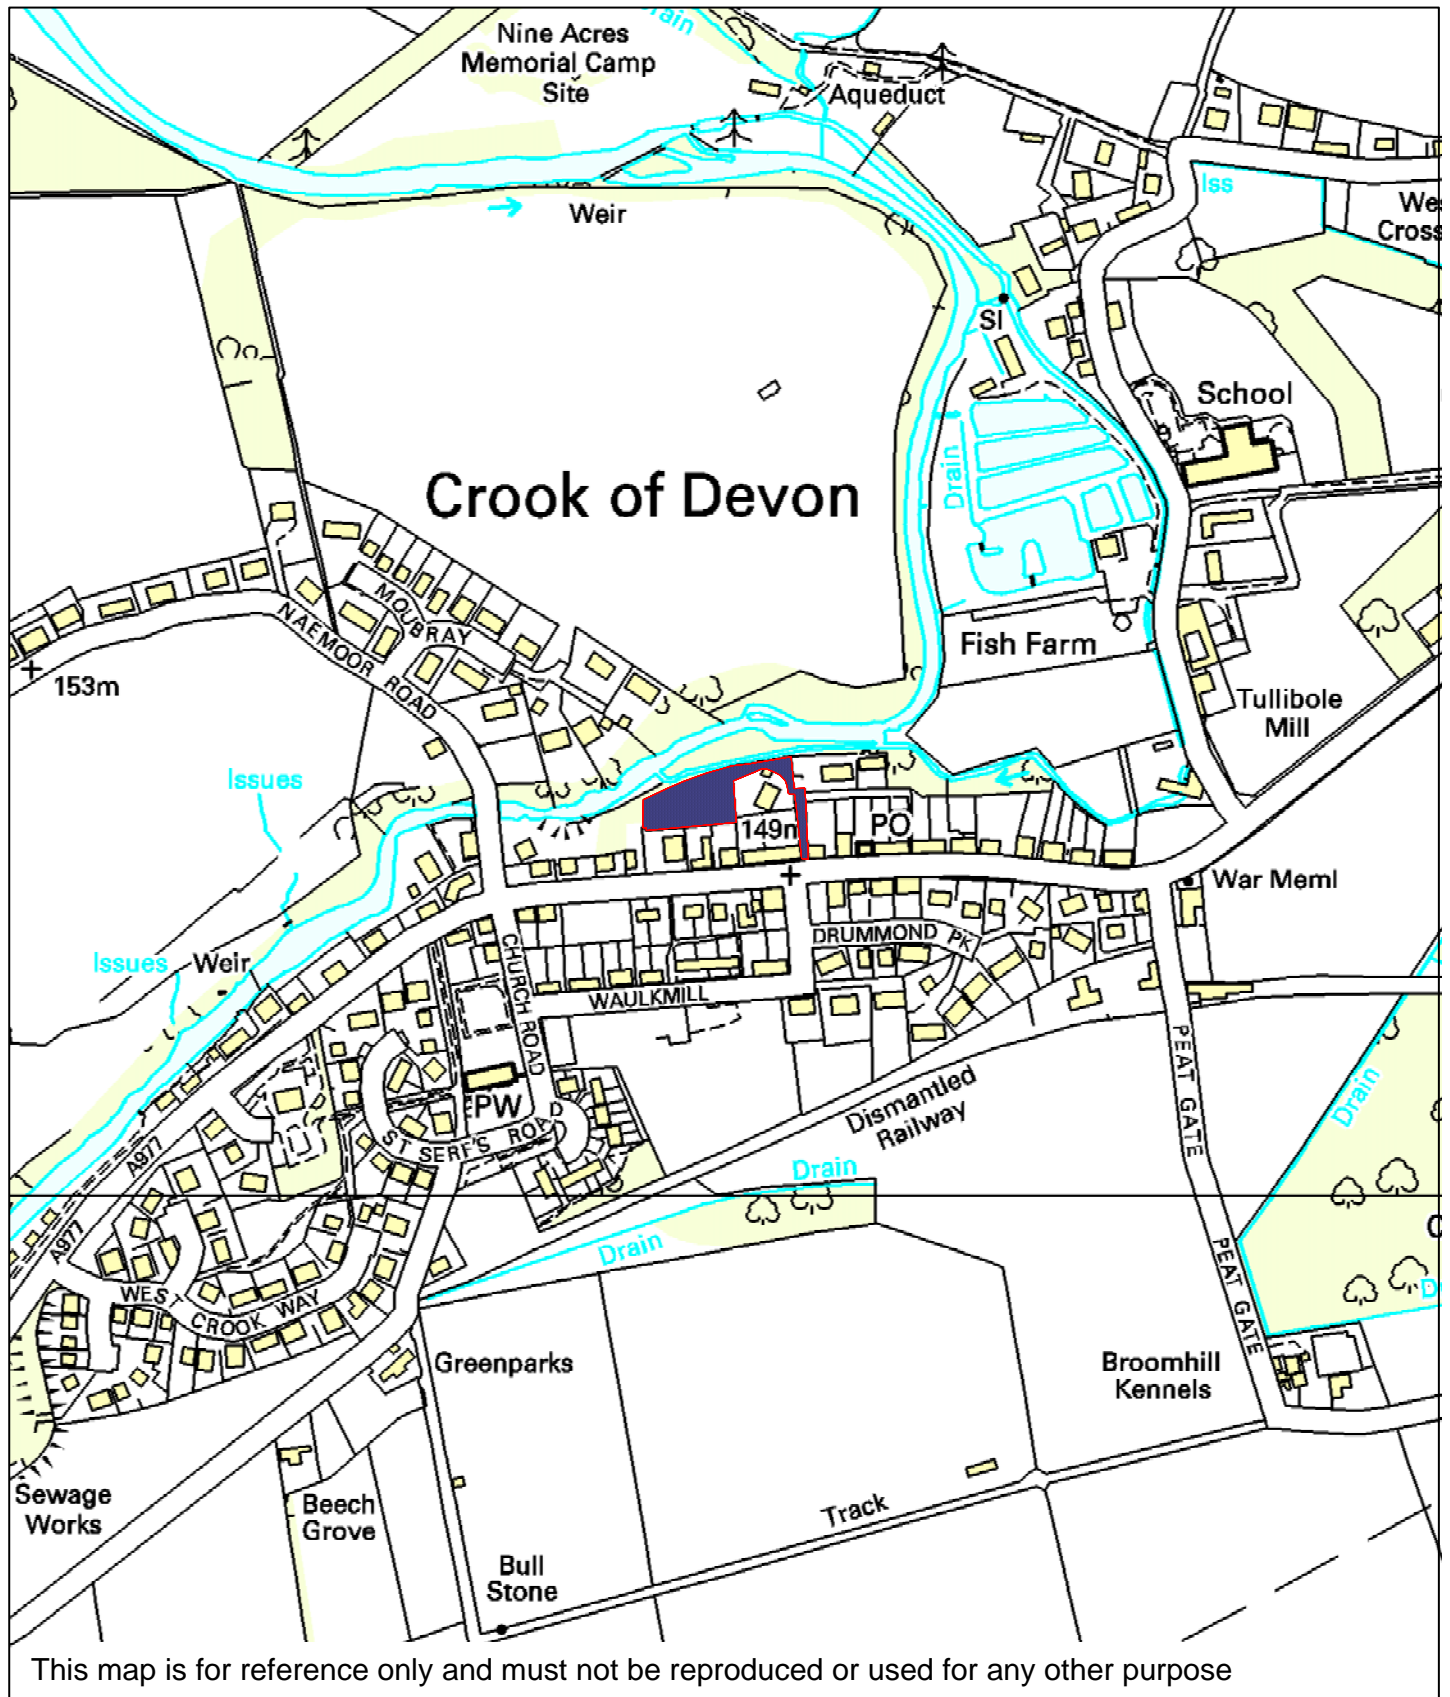 Drain
Nine Acres
Memorial Camp
Site
Aqueduct
Iss
Weir
SI
School
Drain
Crook of Devon
MOUBRAY
NAEMOOR ROAD
Fish Farm
153m
Tullibole
Mill
Issues
149m
PO
War Meml
CHURCH ROAD
DRUMMOND PK
Issues
Weir
WAULKMILL
PEAT GATE
Drain
Dismantled
Railway
PW
ST SERF'S ROAD
A977
Drain
A977
Drain
PEAT GATE
WEST CROOK WAY
Greenparks
Broomhill
Kennels
Sewage
Works
Beech
Grove
Track
Bull
Stone
This map is for reference only and must not be reproduced or used for any other purpose